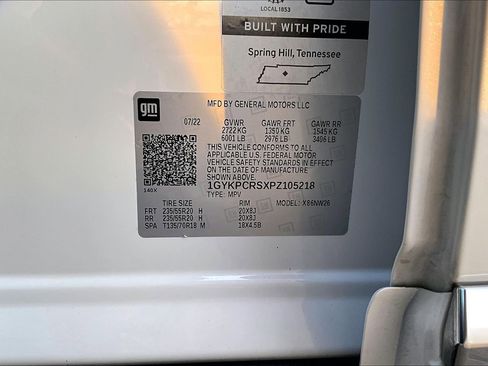 LOCAL 1853
BUILT WITH PRIDE
Spring Hill, Tennessee
gm
MFD BY GENERAL MOTORS LLC
07/22 GVWR GAWR FRT GAWR RR
2722 KG 1350 KG 1545 KG
6001 LB 2976 LB 3406 LB
THIS VEHICLE CONFORMS TO ALL
APPLICABLE U.S. FEDERAL MOTOR
VEHICLE SAFETY STANDARDS IN EFFECT
ON THE DATE OF MANUFACTURE
SHOWN ABOVE.
1GYKPCRSXPZ105218
TYPE: MPV
140X
TIRE SIZE RIM MODEL: X86NW26
FRT 235/55R20 H 20X8J
RR 235/55R20 H 20X8J
SPA T135/70R18 M 18X4.5B